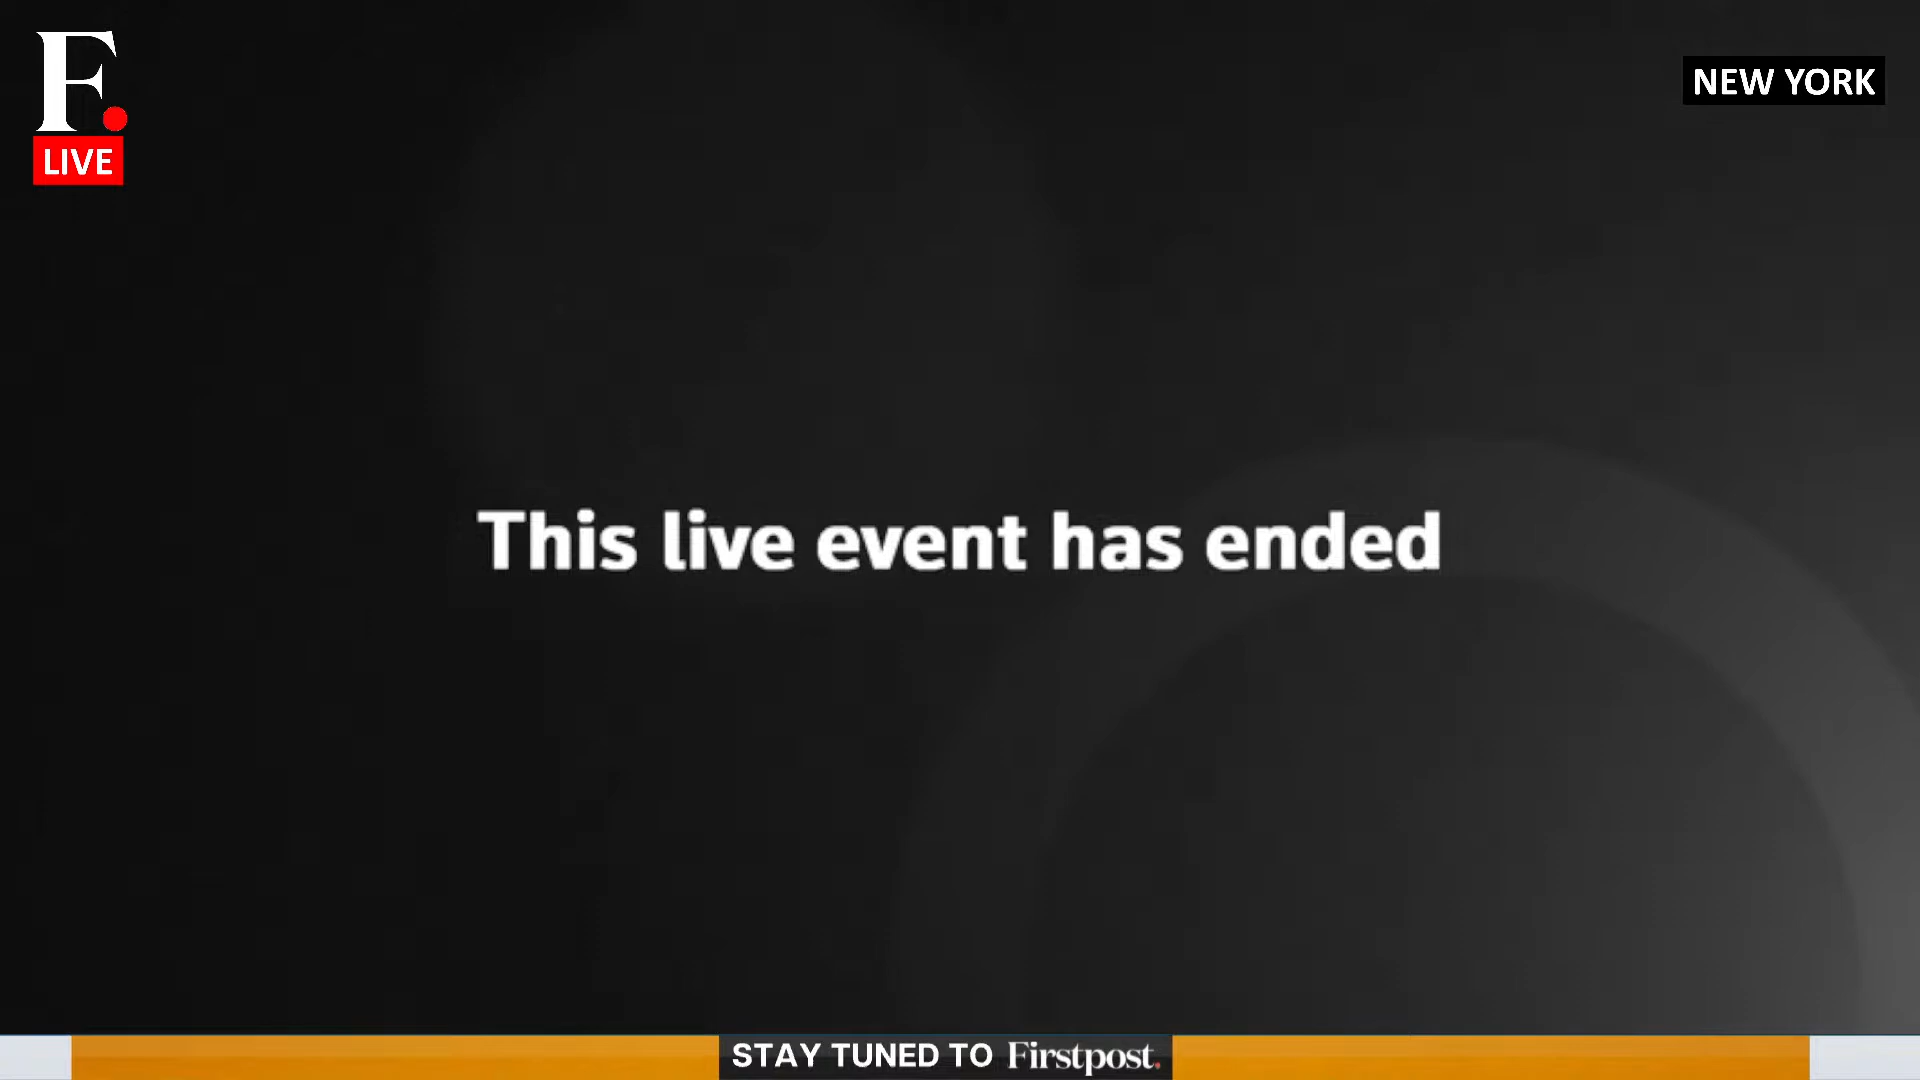 F.
LIVE
NEW YORK
This live event has ended
STAY TUNED TO Firstpost.